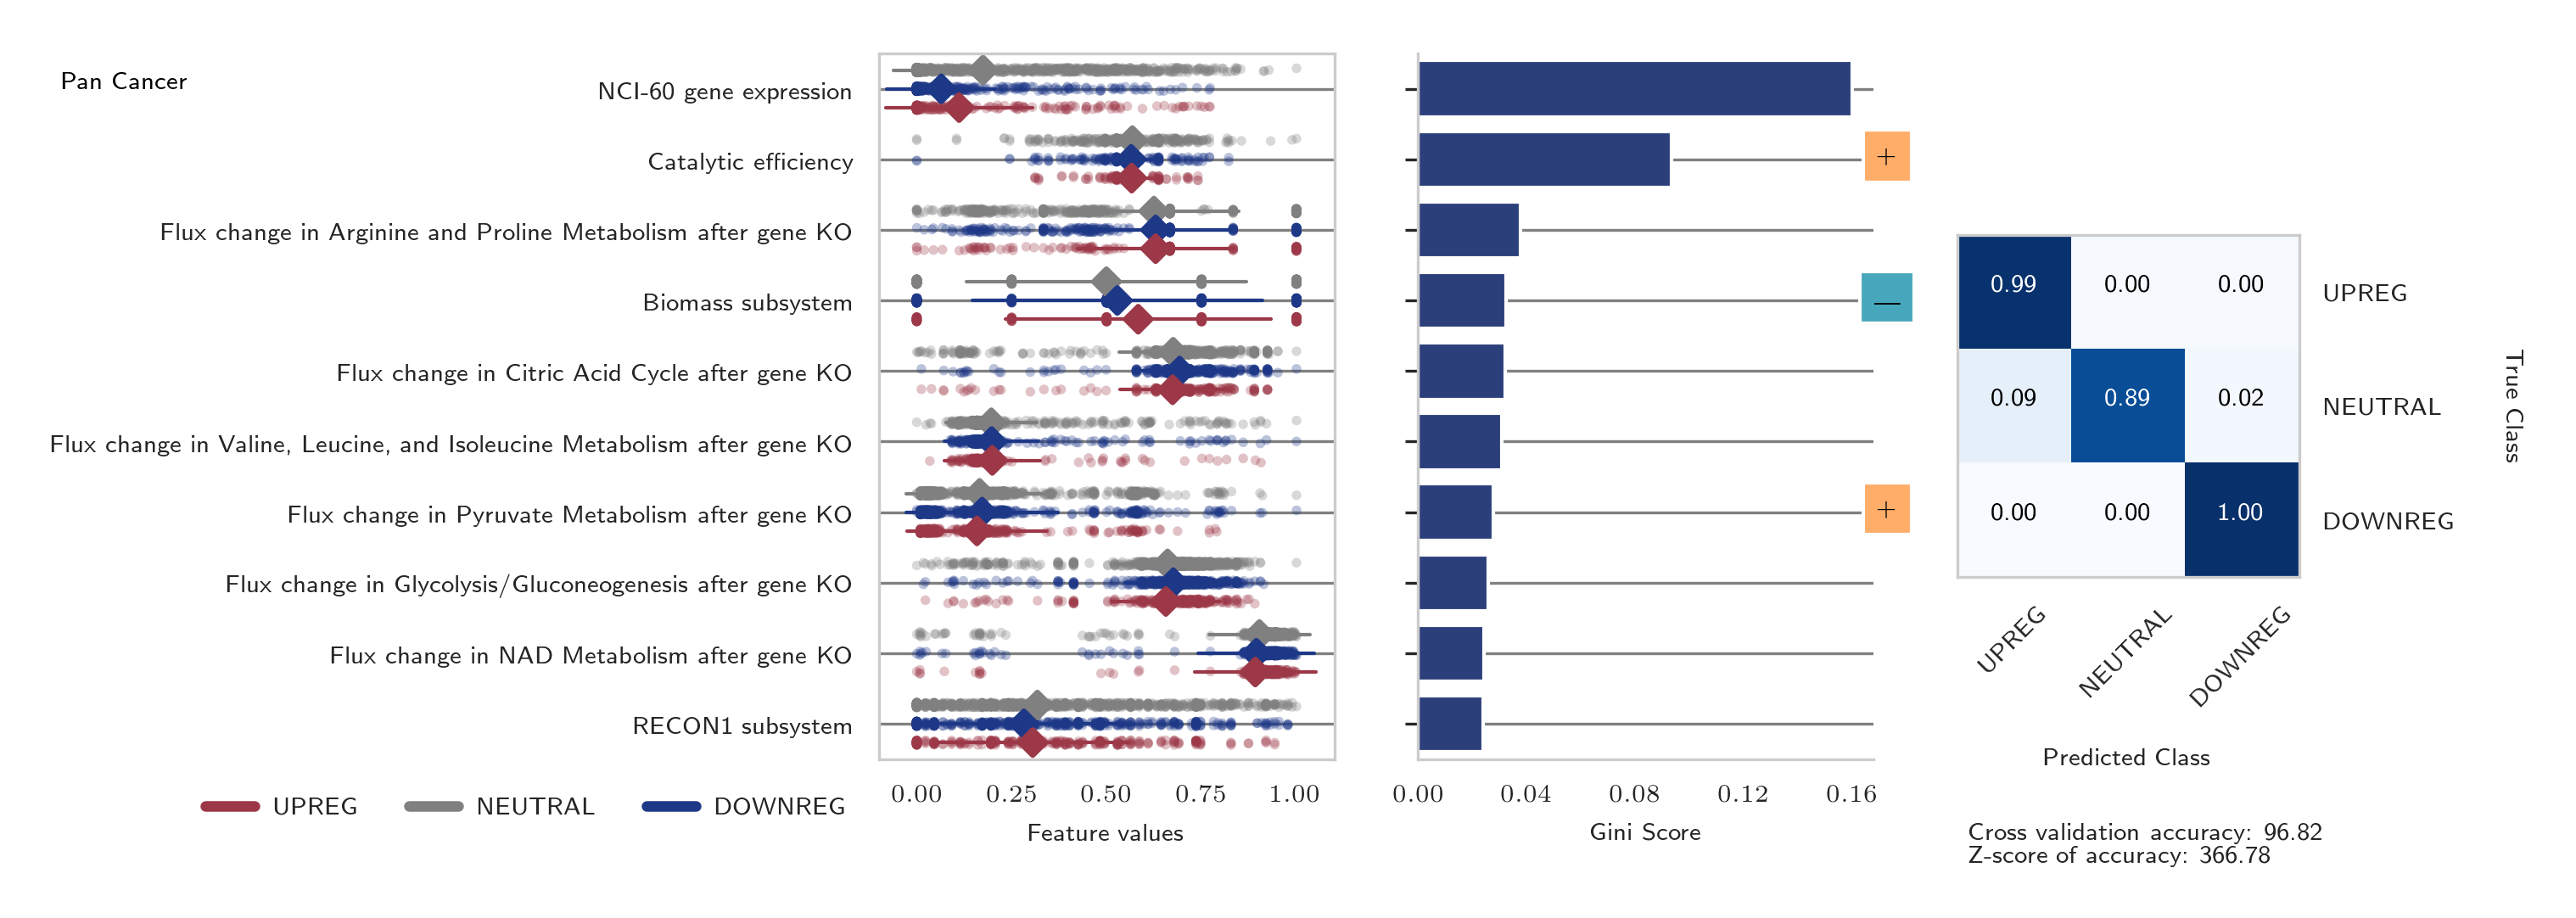 Pan Cancer
NCI-60 gene expression
Catalytic efficiency
+
Flux change in Arginine and Proline Metabolism after gene KO
Biomass subsystem
—
0.99 0.00 0.00 UPREG
Flux change in Citric Acid Cycle after gene KO
0.09 0.89 0.02 NEUTRAL
True Class
Flux change in Valine, Leucine, and Isoleucine Metabolism after gene KO
Flux change in Pyruvate Metabolism after gene KO
+
0.00 0.00 1.00 DOWNREG
Flux change in Glycolysis/Gluconeogenesis after gene KO
Flux change in NAD Metabolism after gene KO
UPREG NEUTRAL DOWNREG
RECON1 subsystem
Predicted Class
UPREG NEUTRAL DOWNREG
0.00 0.25 0.50 0.75 1.00
Feature values
0.00 0.04 0.08 0.12 0.16
Gini Score
Cross validation accuracy: 96.82
Z-score of accuracy: 366.78